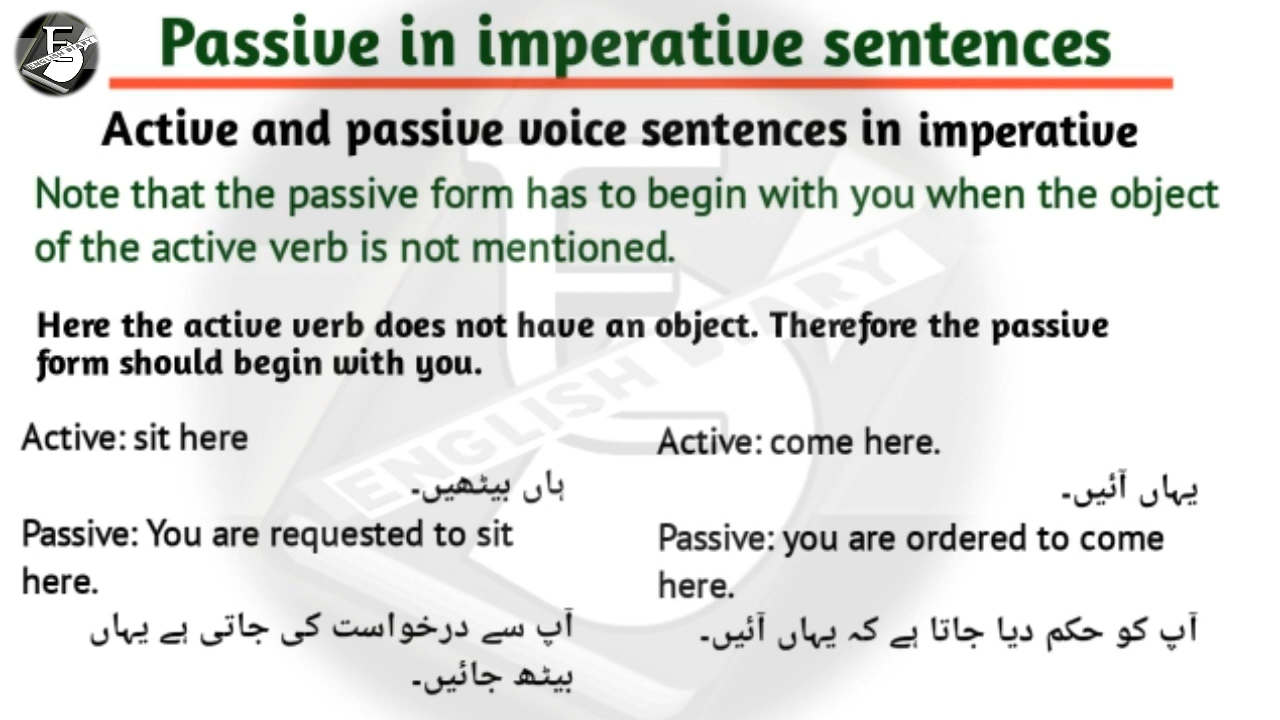 Passive in imperative sentences
Active and passive voice sentences in imperative
Note that the passive form has to begin with you when the object
of the active verb is not mentioned.
Here the active verb does not have an object. Therefore the passive
form should begin with you.
Active: sit here
ہاں بیٹھیں۔
Passive: You are requested to sit
here.
آپ سے درخواست کی جاتی ہے یہاں
بیٹھ جائیں۔
Active: come here.
یہاں آئیں۔
Passive: you are ordered to come
here.
آپ کو حکم دیا جاتا ہے کہ یہاں آئیں۔
E
ENGLISH WARY